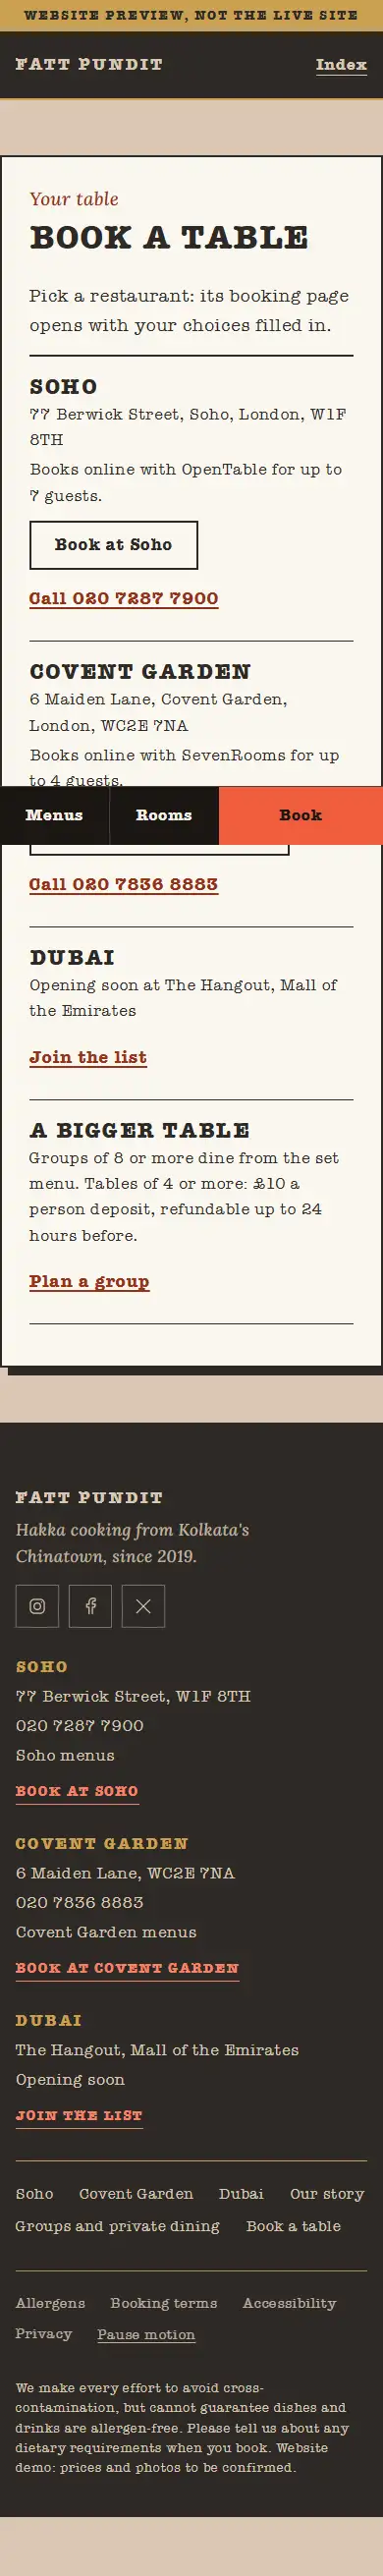 WEBSITE PREVIEW, NOT THE LIVE SITE
FATT PUNDIT
Index
Your table
BOOK A TABLE
Pick a restaurant: its booking page
opens with your choices filled in.
SOHO
77 Berwick Street, Soho, London, W1F
8TH
Books online with OpenTable for up to
7 guests.
Book at Soho
Call 020 7287 7900
COVENT GARDEN
6 Maiden Lane, Covent Garden,
London, WC2E 7NA
Books online with SevenRooms for up
to 4 guests.
Menus
Rooms
Book
Call 020 7836 8883
DUBAI
Opening soon at The Hangout, Mall of
the Emirates
Join the list
A BIGGER TABLE
Groups of 8 or more dine from the set
menu. Tables of 4 or more: £10 a
person deposit, refundable up to 24
hours before.
Plan a group
FATT PUNDIT
Hakka cooking from Kolkata's
Chinatown, since 2019.
SOHO
77 Berwick Street, W1F 8TH
020 7287 7900
Soho menus
BOOK AT SOHO
COVENT GARDEN
6 Maiden Lane, WC2E 7NA
020 7836 8883
Covent Garden menus
BOOK AT COVENT GARDEN
DUBAI
The Hangout, Mall of the Emirates
Opening soon
JOIN THE LIST
Soho Covent Garden Dubai Our story
Groups and private dining Book a table
Allergens Booking terms Accessibility
Privacy Pause motion
We make every effort to avoid cross-
contamination, but cannot guarantee dishes and
drinks are allergen-free. Please tell us about any
dietary requirements when you book. Website
demo: prices and photos to be confirmed.